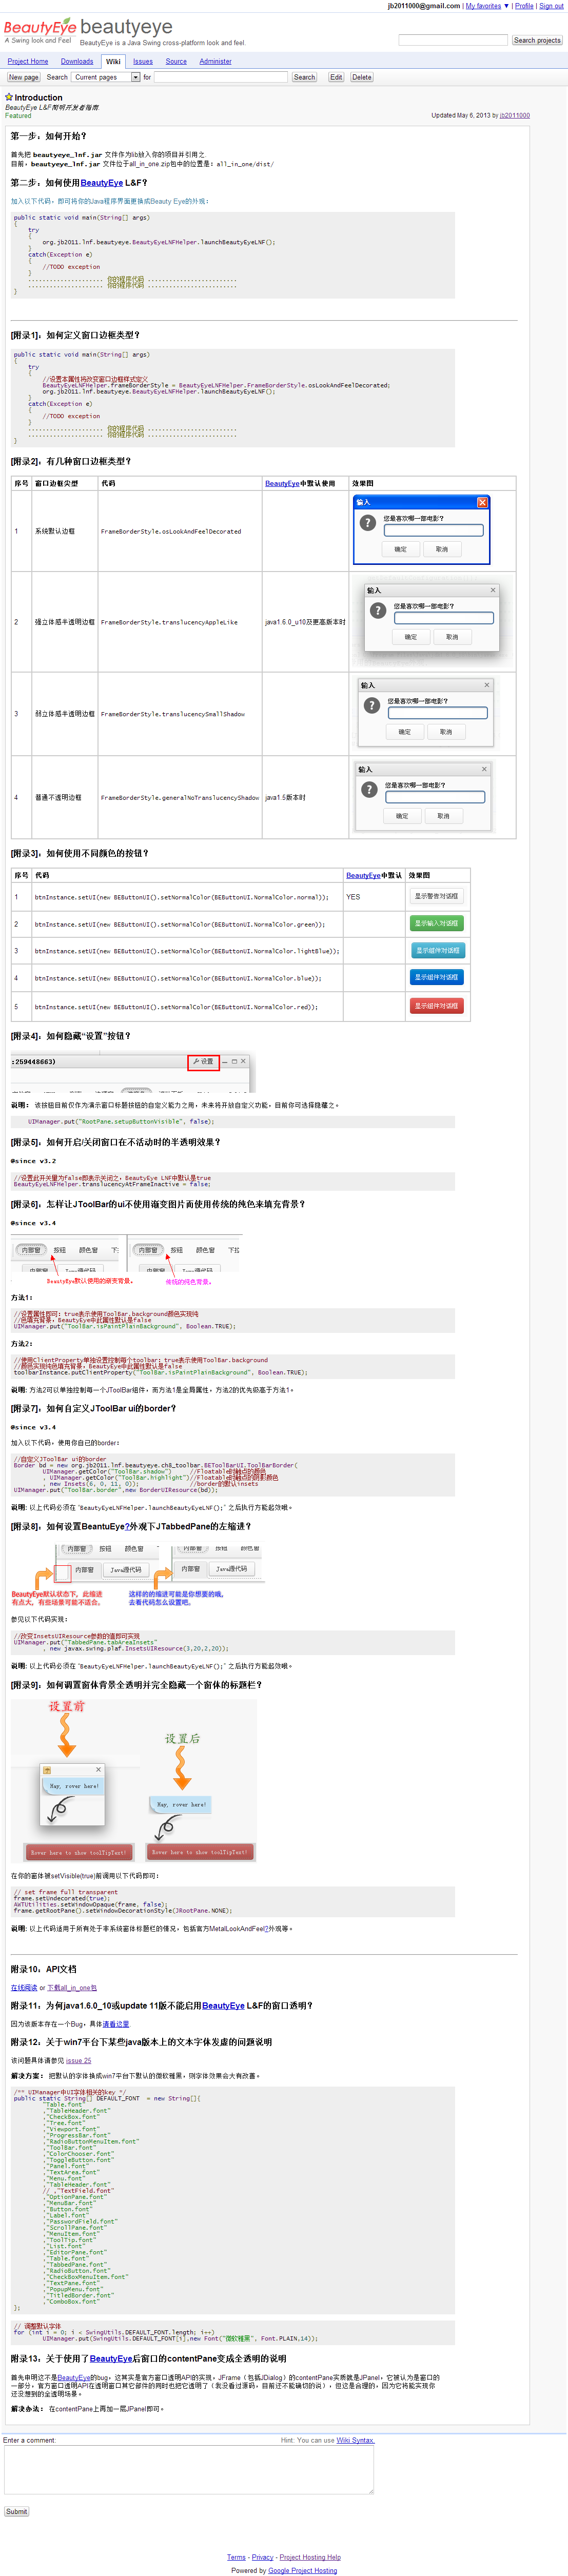 jb2011000@gmail.com | My favorites ▼ | Profile | Sign out
BeautyEye beautyeye
A Swing look and Feel
BeautyEye is a Java Swing cross-platform look and feel.
Search projects
Project Home Downloads Wiki Issues Source Administer
New page Search Current pages for Search Edit Delete
Introduction
BeautyEye L&F简明开发者指南.
Featured
Updated May 6, 2013 by jb2011000
第一步：如何开始？
首先把 beautyeye_lnf.jar 文件作为lib放入你的项目并引用之.
目前，beautyeye_lnf.jar 文件位于all_in_one.zip包中的位置是：all_in_one/dist/
第二步：如何使用BeautyEye L&F？
加入以下代码，即可将你的Java程序界面更换成Beauty Eye的外观：
public static void main(String[] args)
{
try
{
org.jb2011.lnf.beautyeye.BeautyEyeLNFHelper.launchBeautyEyeLNF();
}
catch(Exception e)
{
//TODO exception
}
..................... 你的程序代码 .........................
..................... 你的程序代码 .........................
}
[附录1]：如何定义窗口边框类型？
public static void main(String[] args)
{
try
{
//设置本属性将改变窗口边框样式定义
BeautyEyeLNFHelper.frameBorderStyle = BeautyEyeLNFHelper.FrameBorderStyle.osLookAndFeelDecorated;
org.jb2011.lnf.beautyeye.BeautyEyeLNFHelper.launchBeautyEyeLNF();
}
catch(Exception e)
{
//TODO exception
}
..................... 你的程序代码 .........................
..................... 你的程序代码 .........................
}
[附录2]，有几种窗口边框类型？
序号 窗口边框类型 代码 BeautyEye中默认使用 效果图
1 系统默认边框 FrameBorderStyle.osLookAndFeelDecorated
输入
您是喜欢哪一部电影？
确定 取消
2 强立体感半透明边框 FrameBorderStyle.translucencyAppleLike java1.6.0_u10及更高版本时
输入
您是喜欢哪一部电影？
确定 取消
3 弱立体感半透明边框 FrameBorderStyle.translucencySmallShadow
输入
您是喜欢哪一部电影？
确定 取消
4 普通不透明边框 FrameBorderStyle.generalNoTranslucencyShadow java1.5版本时
输入
您是喜欢哪一部电影？
确定 取消
[附录3]，如何使用不同颜色的按钮？
序号 代码 BeautyEye中默认 效果图
1 btnInstance.setUI(new BEButtonUI().setNormalColor(BEButtonUI.NormalColor.normal)); YES 显示警告对话框
2 btnInstance.setUI(new BEButtonUI().setNormalColor(BEButtonUI.NormalColor.green)); 显示输入对话框
3 btnInstance.setUI(new BEButtonUI().setNormalColor(BEButtonUI.NormalColor.lightBlue)); 显示组件对话框
4 btnInstance.setUI(new BEButtonUI().setNormalColor(BEButtonUI.NormalColor.blue)); 显示组件对话框
5 btnInstance.setUI(new BEButtonUI().setNormalColor(BEButtonUI.NormalColor.red)); 显示组件对话框
[附录4]：如何隐藏“设置”按钮？
:259448663) 设置
说明： 该按钮目前仅作为演示窗口标题按钮的自定义能力之用，未来将开放自定义功能，目前你可选择隐藏之。
UIManager.put("RootPane.setupButtonVisible", false);
[附录5]，如何开启/关闭窗口在不活动时的半透明效果？
@since v3.2
//设置此开关量为false即表示关闭之，BeautyEye LNF中默认是true
BeautyEyeLNFHelper.translucencyAtFrameInactive = false;
[附录6]，怎样让JToolBar的ui不使用渐变图片而使用传统的纯色来填充背景？
@since v3.4
内部窗 按钮 颜色窗 内部窗 按钮 颜色窗
BeautyEye默认使用的渐变背景。 传统的纯色背景。
方法1：
//设置属性即可：true表示使用ToolBar.background颜色实现纯
//色填充背景，BeautyEye中此属性默认是false
UIManager.put("ToolBar.isPaintPlainBackground", Boolean.TRUE);
方法2：
//使用ClientProperty单独设置控制每个toolbar：true表示使用ToolBar.background
//颜色实现纯色填充背景，BeautyEye中此属性默认是false
toolbarInstance.putClientProperty("ToolBar.isPaintPlainBackground", Boolean.TRUE);
说明: 方法2可以单独控制每一个JToolBar组件，而方法1是全局属性，方法2的优先级高于方法1。
[附录7]，如何自定义JToolBar ui的border？
@since v3.4
加入以下代码，使用你自己的border：
//自定义JToolBar ui的border
Border bd = new org.jb2011.lnf.beautyeye.ch8_toolbar.BEToolBarUI.ToolBarBorder(
UIManager.getColor("ToolBar.shadow") //Floatable时触点的颜色
, UIManager.getColor("ToolBar.highlight")//Floatable时触点的阴影颜色
, new Insets(6, 0, 11, 0)); //border的默认insets
UIManager.put("ToolBar.border",new BorderUIResource(bd));
说明: 以上代码必须在 "BeautyEyeLNFHelper.launchBeautyEyeLNF();" 之后执行方能起效哦。
[附录8]，如何设置BeantuEye?外观下JTabbedPane的左缩进？
内部窗 Java源代码 内部窗 Java源代码
BeautyEye默认状态下，此缩进 这样的的缩进可能是你想要的哦,
有点大，有些场景可能不适合。 去看代码怎么设置吧。
参见以下代码实现：
//改变InsetsUIResource参数的值即可实现
UIManager.put("TabbedPane.tabAreaInsets"
, new javax.swing.plaf.InsetsUIResource(3,20,2,20));
说明: 以上代码必须在 "BeautyEyeLNFHelper.launchBeautyEyeLNF();" 之后执行方能起效哦。
[附录9]，如何调置窗体背景全透明并完全隐藏一个窗体的标题栏？
设置前
设置后
Hay, rover here!
Hay, rover here!
Rover here to show toolTipText! Rover here to show toolTipText!
在你的窗体被setVisible(true)前调用以下代码即可：
// set frame full transparent
frame.setUndecorated(true);
AWTUtilities.setWindowOpaque(frame, false);
frame.getRootPane().setWindowDecorationStyle(JRootPane.NONE);
说明: 以上代码适用于所有处于非系统窗体标题栏的情况，包括官方MetalLookAndFeel?外观等。
附录10：API文档
在线阅读 or 下载all_in_one包
附录11：为何java1.6.0_10或update 11版不能启用BeautyEye L&F的窗口透明？
因为该版本存在一个Bug，具体请看这里
附录12：关于win7平台下某些java版本上的文本字体发虚的问题说明
该问题具体请参见 issue 25
解决方案： 把默认的字体换成win7平台下默认的微软雅黑，则字体效果会大有改善。
/** UIManager中UI字体相关的key */
public static String[] DEFAULT_FONT = new String[]{
"Table.font"
,"TableHeader.font"
,"CheckBox.font"
,"Tree.font"
,"Viewport.font"
,"ProgressBar.font"
,"RadioButtonMenuItem.font"
,"ToolBar.font"
,"ColorChooser.font"
,"ToggleButton.font"
,"Panel.font"
,"TextArea.font"
,"Menu.font"
,"TableHeader.font"
// ,"TextField.font"
,"OptionPane.font"
,"MenuBar.font"
,"Button.font"
,"Label.font"
,"PasswordField.font"
,"ScrollPane.font"
,"MenuItem.font"
,"ToolTip.font"
,"List.font"
,"EditorPane.font"
,"Table.font"
,"TabbedPane.font"
,"RadioButton.font"
,"CheckBoxMenuItem.font"
,"TextPane.font"
,"PopupMenu.font"
,"TitledBorder.font"
,"ComboBox.font"
};
// 调整默认字体
for (int i = 0; i < SwingUtils.DEFAULT_FONT.length; i++)
UIManager.put(SwingUtils.DEFAULT_FONT[i],new Font("微软雅黑", Font.PLAIN,14));
附录13：关于使用了BeautyEye后窗口的contentPane变成全透明的说明
首先申明这不是BeautyEye的bug，这其实是官方窗口透明API的实现，JFrame（包括JDialog）的contentPane实质就是JPanel，它被认为是窗口的
一部分，官方窗口透明API在透明窗口其它部件的同时也把它透明了（我没看过源码，目前还不能确切的说），但这是合理的，因为它将能实现你
还没想到的全透明场景。
解决办法： 在contentPane上再加一层JPanel即可。
Enter a comment:
Hint: You can use Wiki Syntax.
Submit
Terms - Privacy - Project Hosting Help
Powered by Google Project Hosting